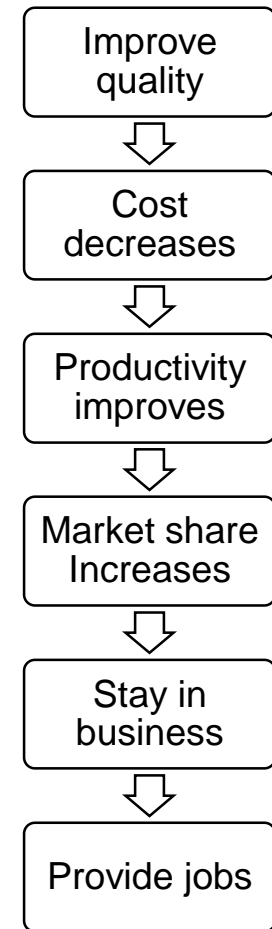 Improve
quality
Cost
decreases
Productivity
improves
Market share
Increases
Stay in
business
Provide jobs